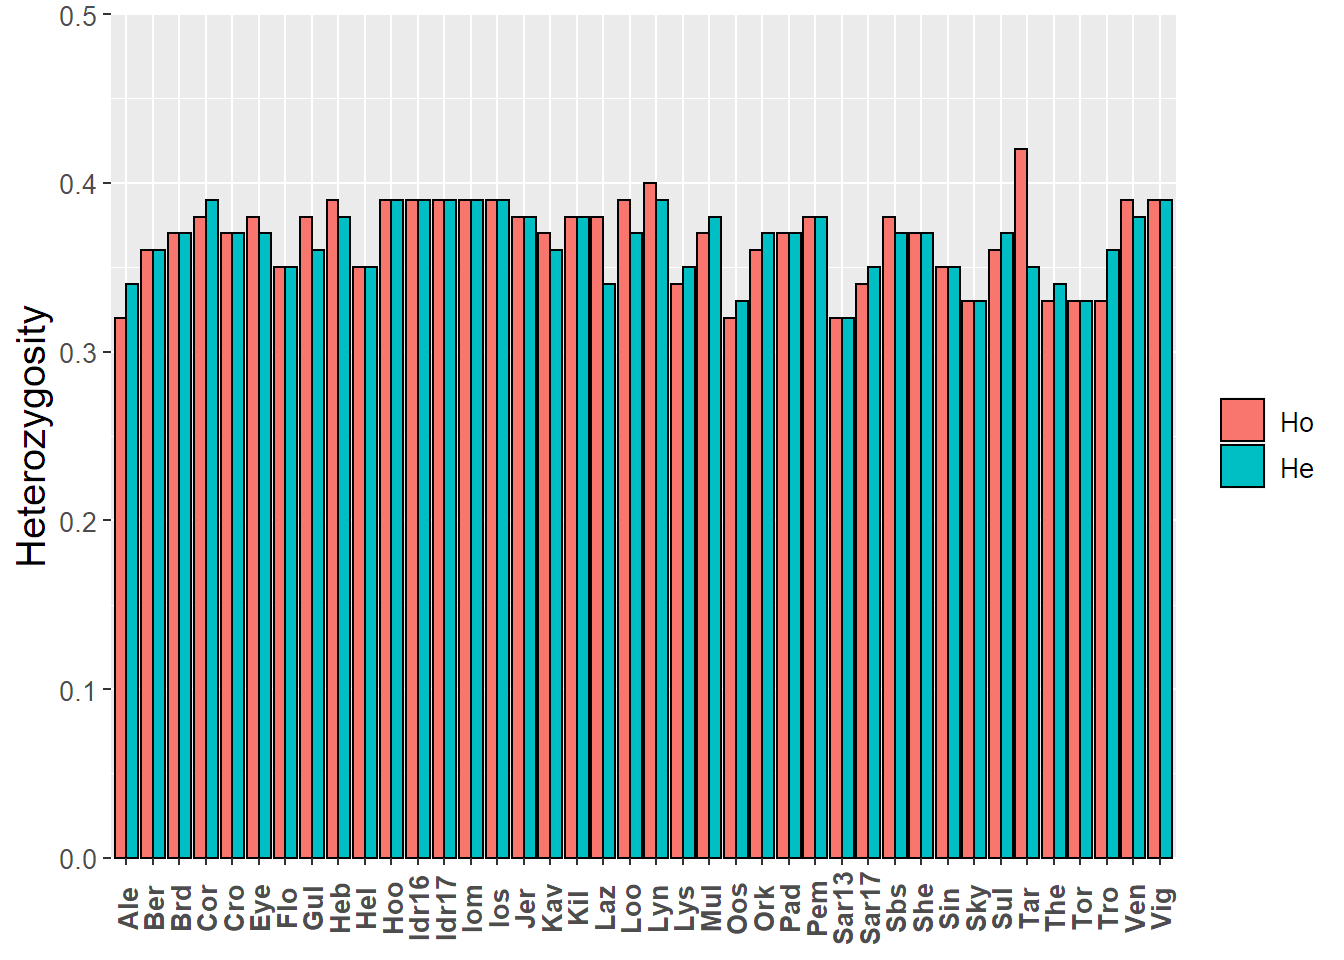 Heterozygosity
0.5
0.4
0.3
0.2
0.1
0.0
Ale
Ber
Brd
Cor
Cro
Eye
Flo
Gul
Heb
Hel
Hoo
Idr16
Idr17
Iom
Ios
Jer
Kav
Kil
Laz
Loo
Lyn
Lys
Mul
Oos
Ork
Pad
Pem
Sar13
Sar17
Sbs
She
Sin
Sky
Sul
Tar
The
Tor
Tro
Ven
Vig
Ho
He